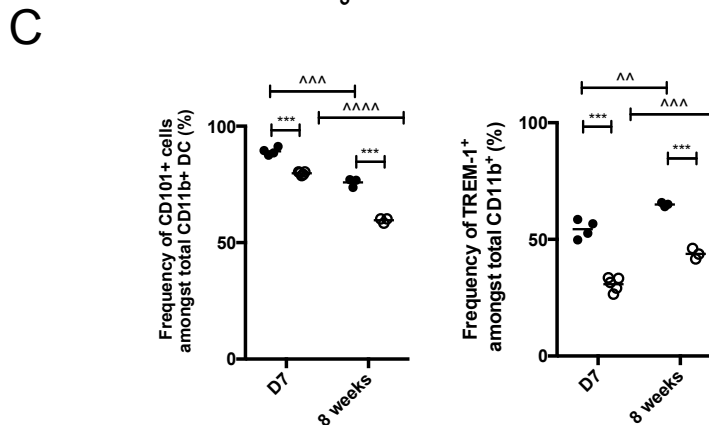 C
^^^
^^^^
***
***
100
50
0
Frequency of CD101+ cells
amongst total CD11b+ DC (%)
D7
8 weeks
^^
^^^
***
***
100
50
0
Frequency of TREM-1+
amongst total CD11b+ (%)
D7
8 weeks